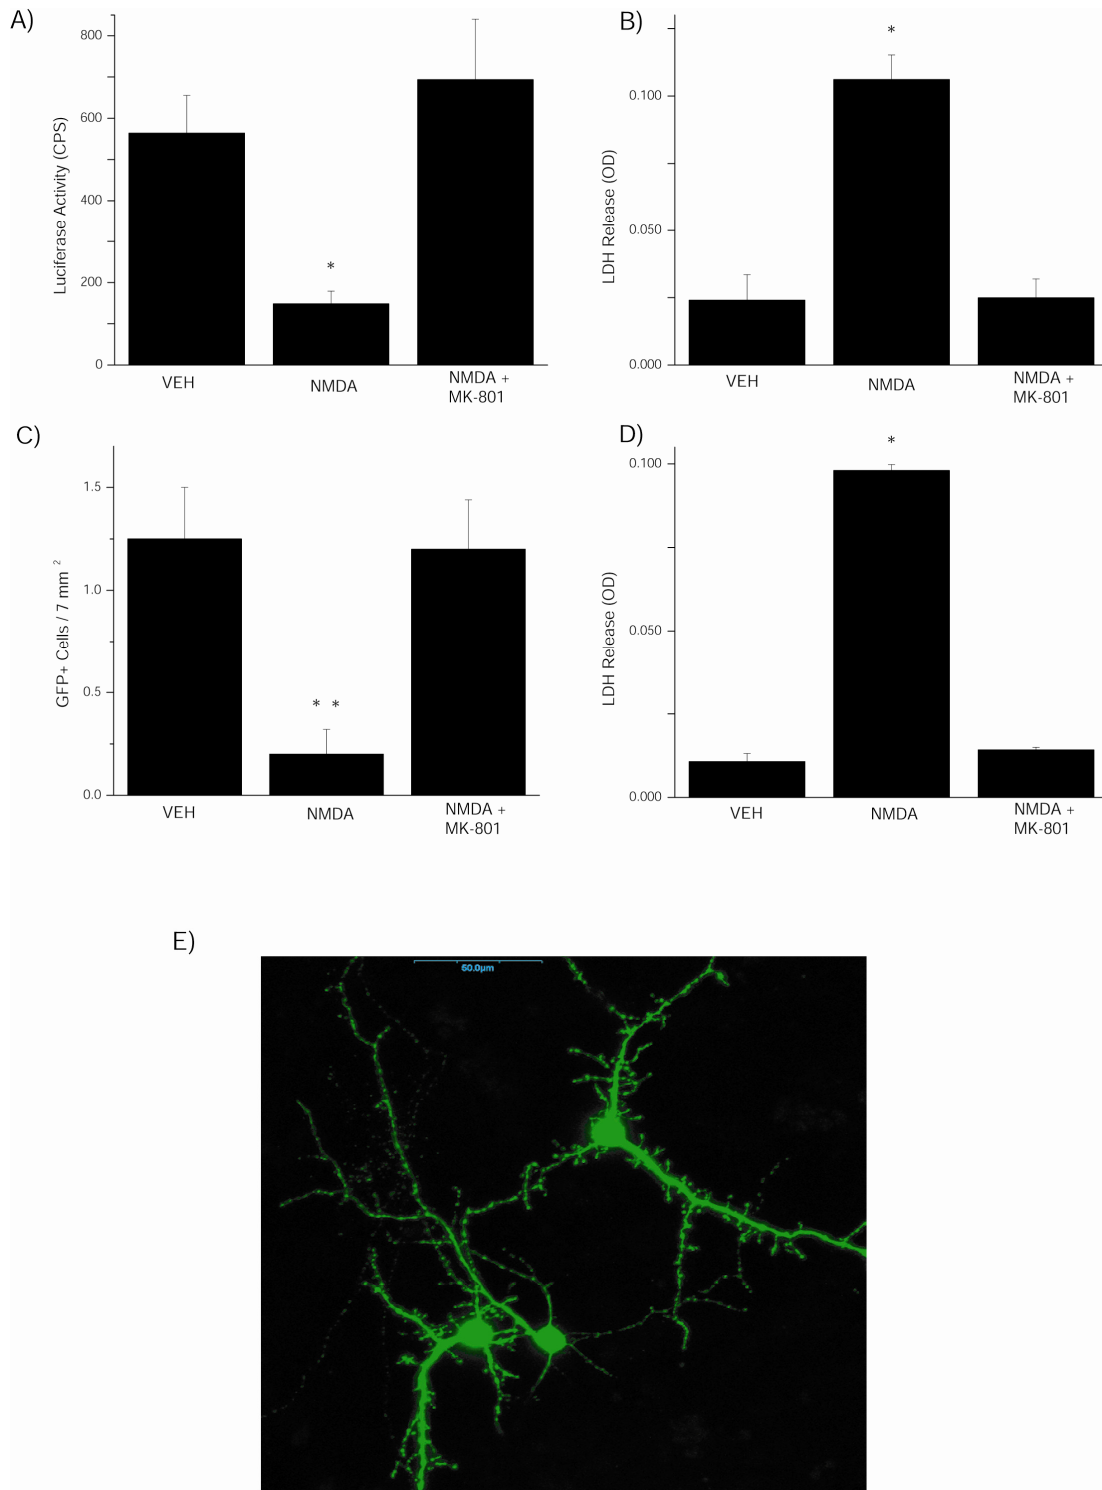 A)
Luciferase Activity (CPS)
800
600
400
200
0
*
VEH
NMDA
NMDA +
MK-801
B)
LDH Release (OD)
0.100
0.050
0.000
*
VEH
NMDA
NMDA +
MK-801
C)
GFP+ Cells / 7 mm 2
1.5
1.0
0.5
0.0
* *
VEH
NMDA
NMDA +
MK-801
D)
LDH Release (OD)
0.100
0.050
0.000
*
VEH
NMDA
NMDA +
MK-801
E)
50.0µm